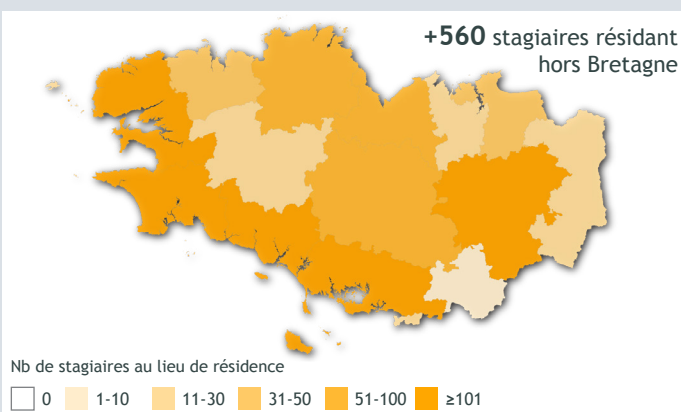 +560 stagiaires résidant
hors Bretagne
Nb de stagiaires au lieu de résidence
0 1-10 11-30 31-50 51-100 ≥101